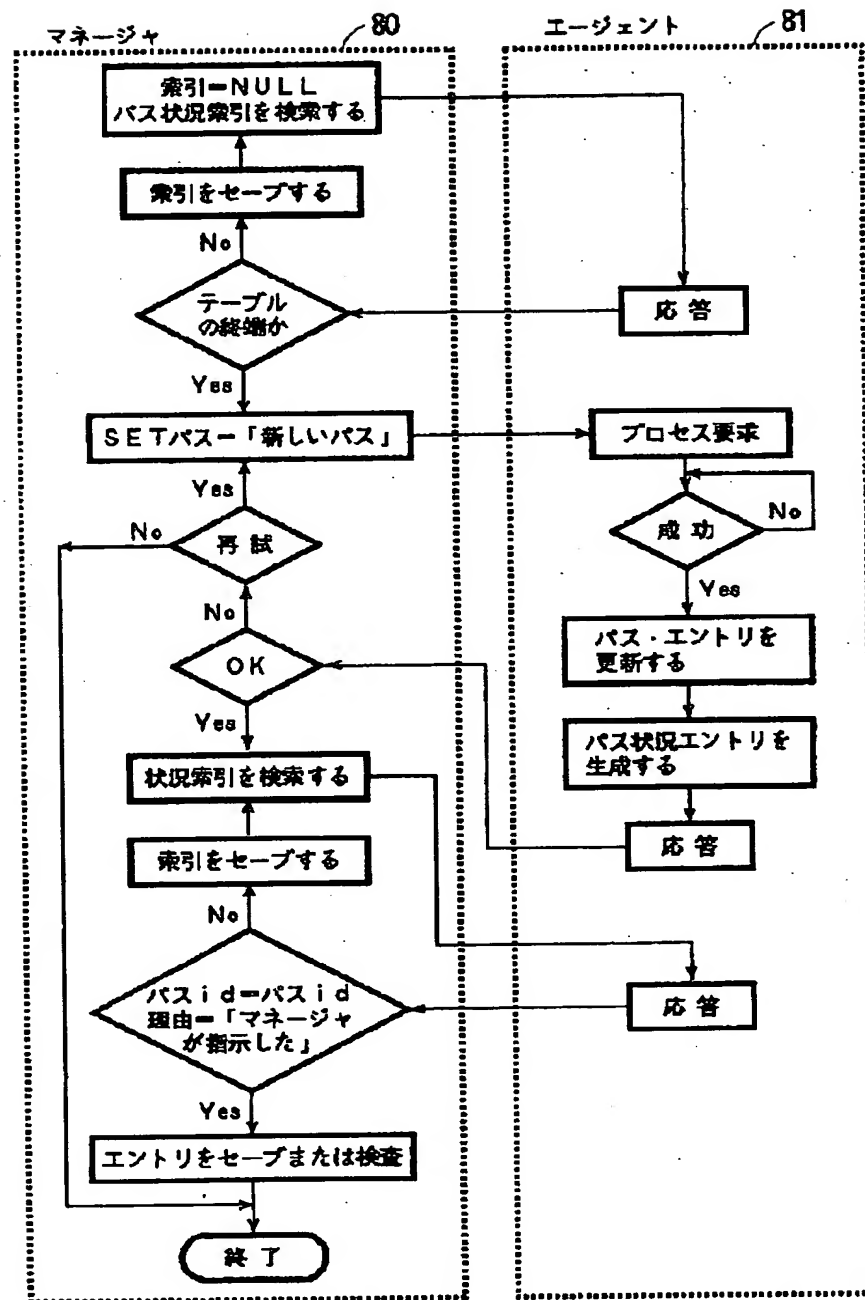 マネージャ
80
エージェント
81
索引=NULL
パス状況索引を検索する
索引をセーブする
No
テーブル
の終端か
応答
Yes
SETパス=「新しいパス」
プロセス要求
Yes
No
再試
成功
No
No
Yes
OK
パス・エントリを
更新する
Yes
状況索引を検索する
パス状況エントリを
生成する
索引をセーブする
応答
No
パスid=パスid
理由=「マネージャ
が指示した」
応答
Yes
エントリをセーブまたは検査
終了